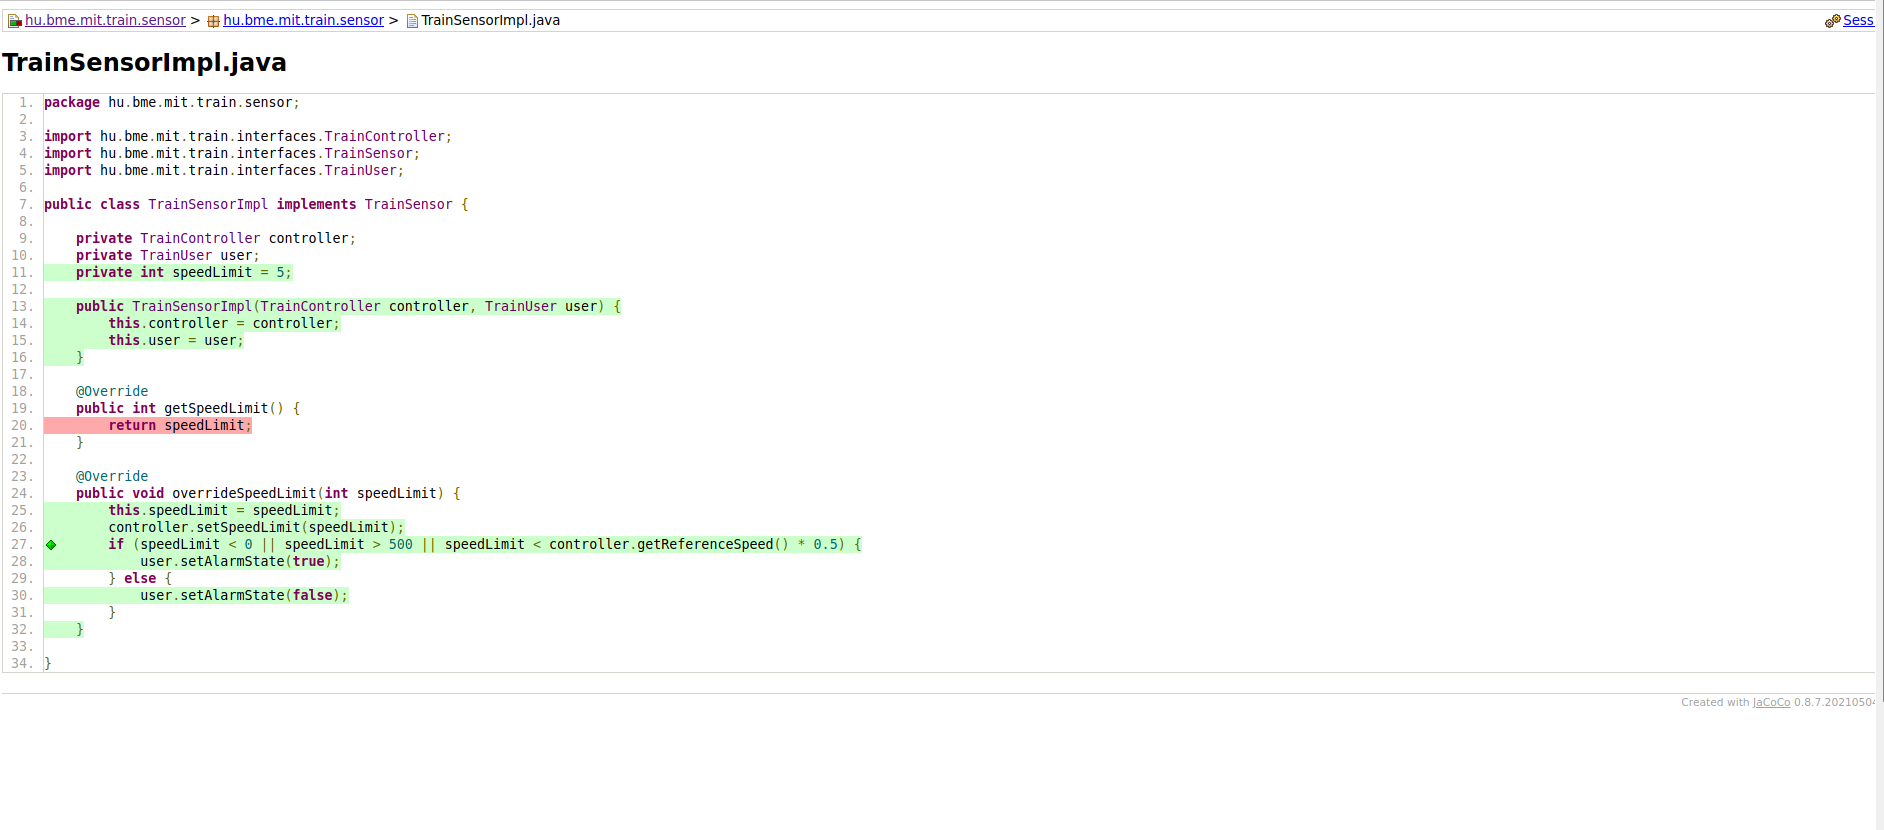 hu.bme.mit.train.sensor > hu.bme.mit.train.sensor > TrainSensorImpl.java Sess
TrainSensorImpl.java
1. package hu.bme.mit.train.sensor;
2.
3. import hu.bme.mit.train.interfaces.TrainController;
4. import hu.bme.mit.train.interfaces.TrainSensor;
5. import hu.bme.mit.train.interfaces.TrainUser;
6.
7. public class TrainSensorImpl implements TrainSensor {
8.
9.     private TrainController controller;
10.     private TrainUser user;
11.     private int speedLimit = 5;
12.
13.     public TrainSensorImpl(TrainController controller, TrainUser user) {
14.         this.controller = controller;
15.         this.user = user;
16.     }
17.
18.     @Override
19.     public int getSpeedLimit() {
20.         return speedLimit;
21.     }
22.
23.     @Override
24.     public void overrideSpeedLimit(int speedLimit) {
25.         this.speedLimit = speedLimit;
26.         controller.setSpeedLimit(speedLimit);
27.         if (speedLimit < 0 || speedLimit > 500 || speedLimit < controller.getReferenceSpeed() * 0.5) {
28.             user.setAlarmState(true);
29.         } else {
30.             user.setAlarmState(false);
31.         }
32.     }
33.
34. }
Created with JaCoCo 0.8.7.20210504